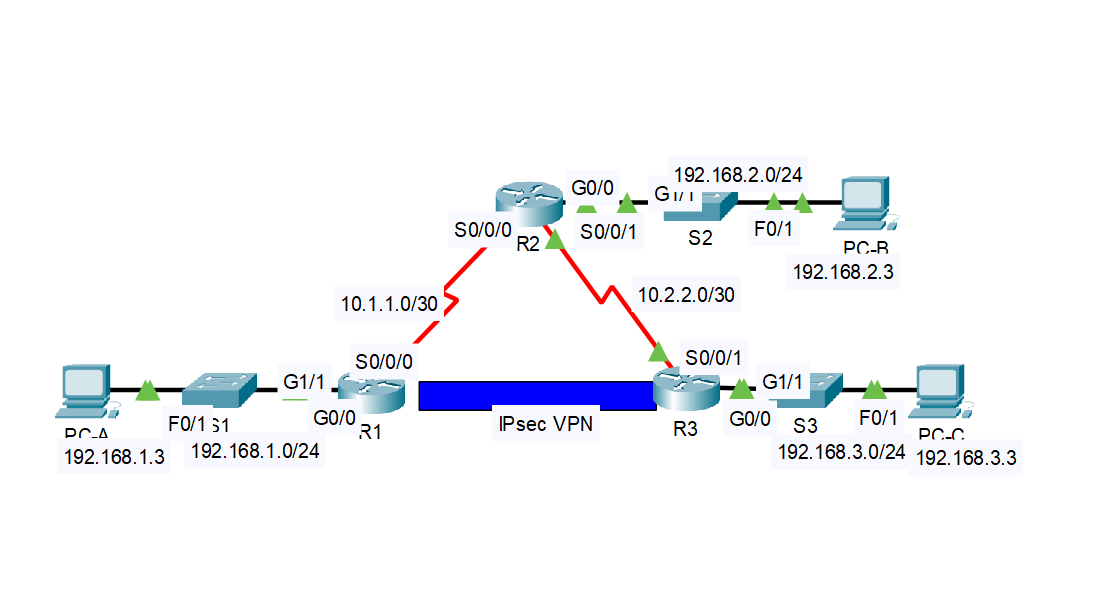 192.168.2.0/24
G0/0
G1/1
S0/0/0
S0/0/1
F0/1
R2
S2
PC-B
192.168.2.3
10.1.1.0/30
10.2.2.0/30
S0/0/0
S0/0/1
G1/1
G1/1
G0/0
G0/0
F0/1
F0/1
S1
R1
IPsec VPN
R3
S3
PC-A
PC-C
192.168.1.3
192.168.1.0/24
192.168.3.0/24
192.168.3.3